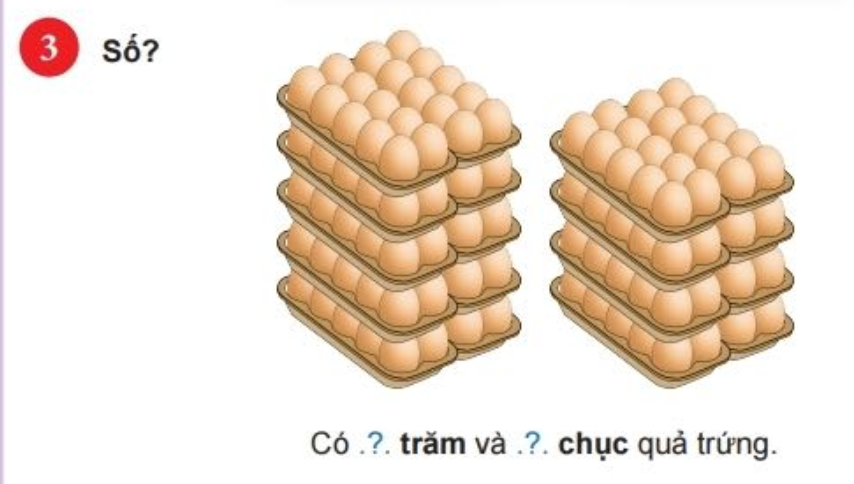 3 Số?
Có .?. trăm và .?. chục quả trứng.